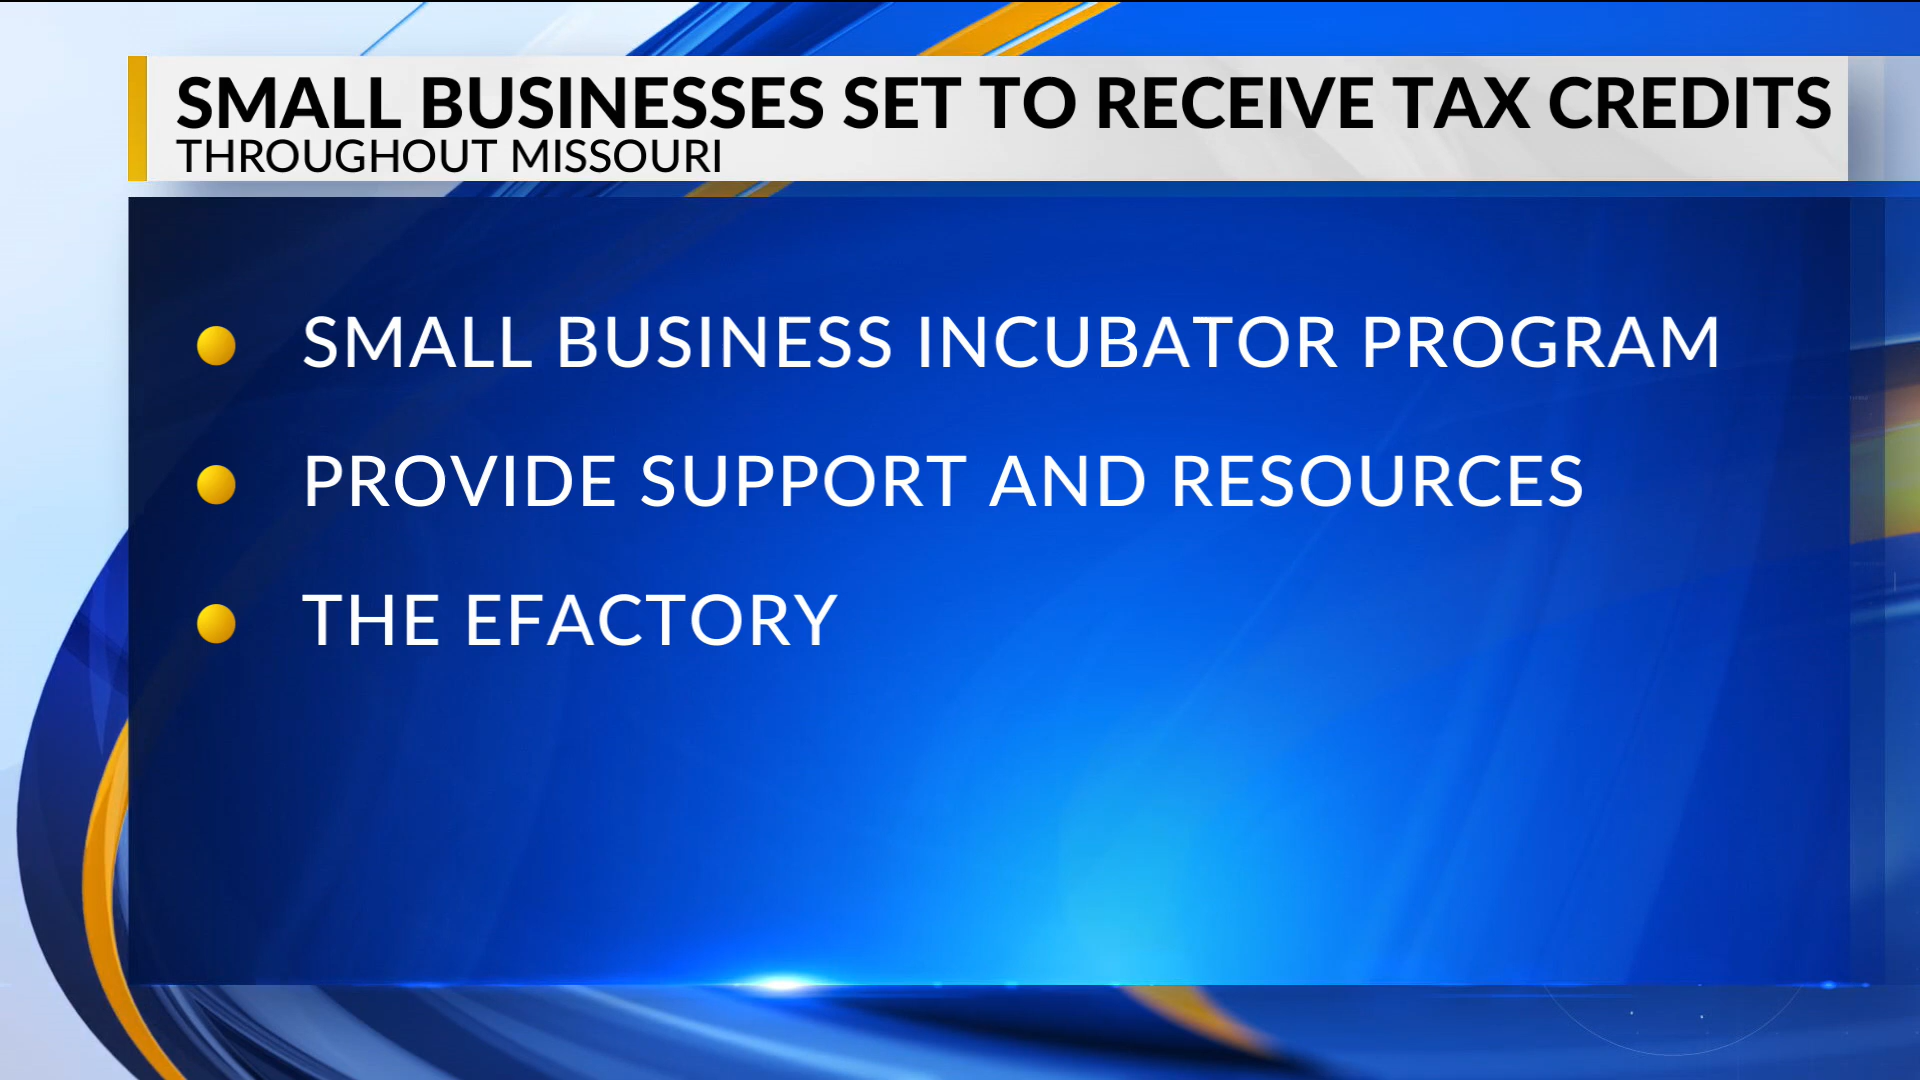 SMALL BUSINESSES SET TO RECEIVE TAX CREDITS
THROUGHOUT MISSOURI
SMALL BUSINESS INCUBATOR PROGRAM
PROVIDE SUPPORT AND RESOURCES
THE EFACTORY